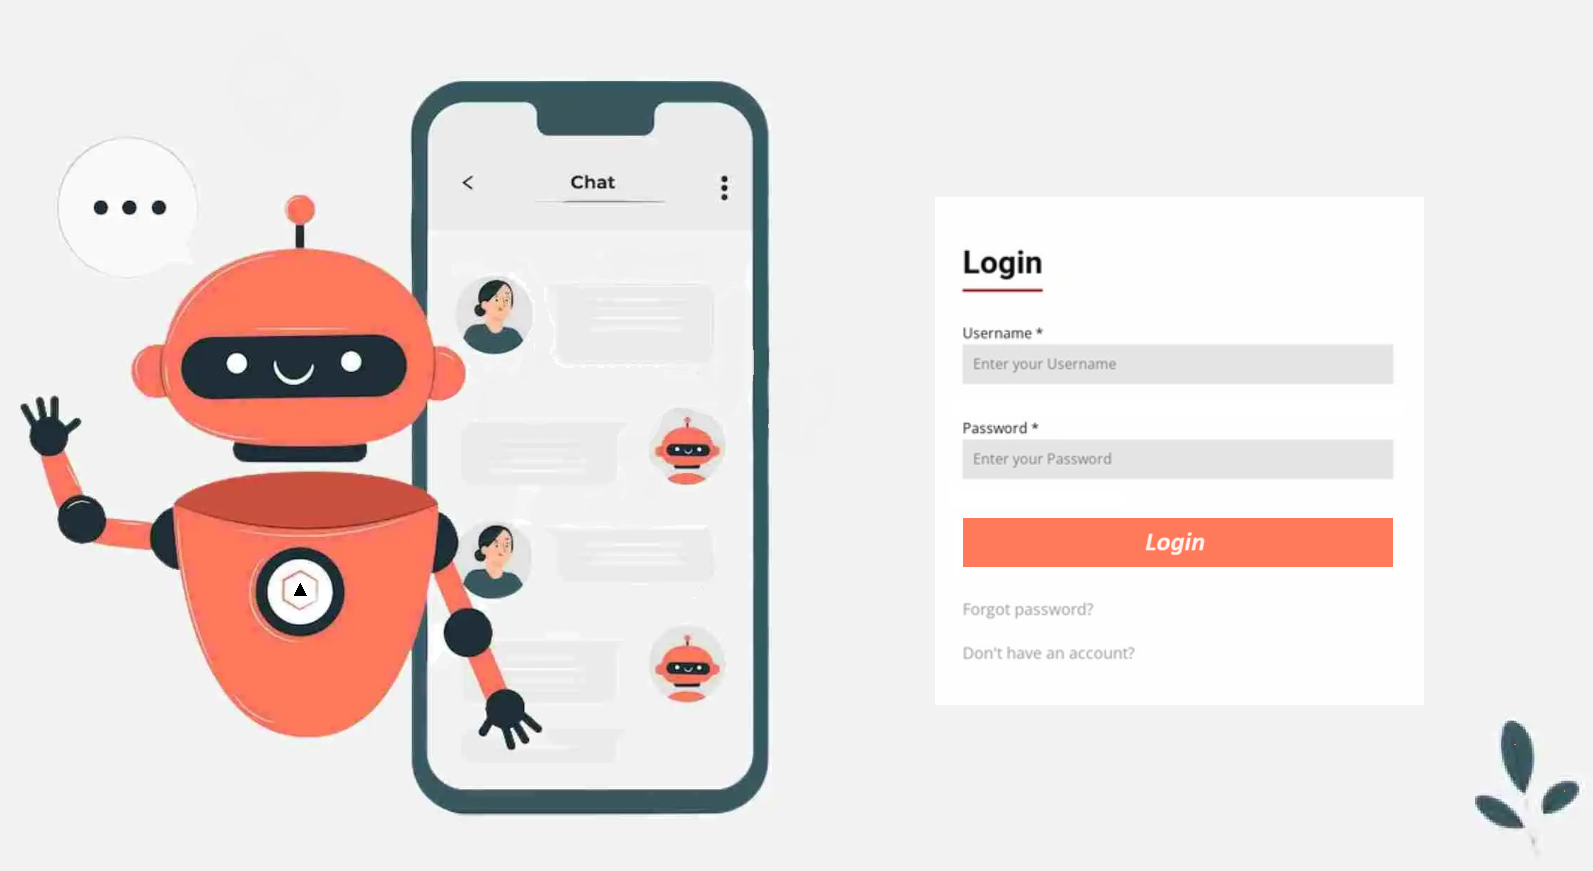 Chat
Login
Username *
Enter your Username
Password *
Enter your Password
Login
Forgot password?
Don't have an account?